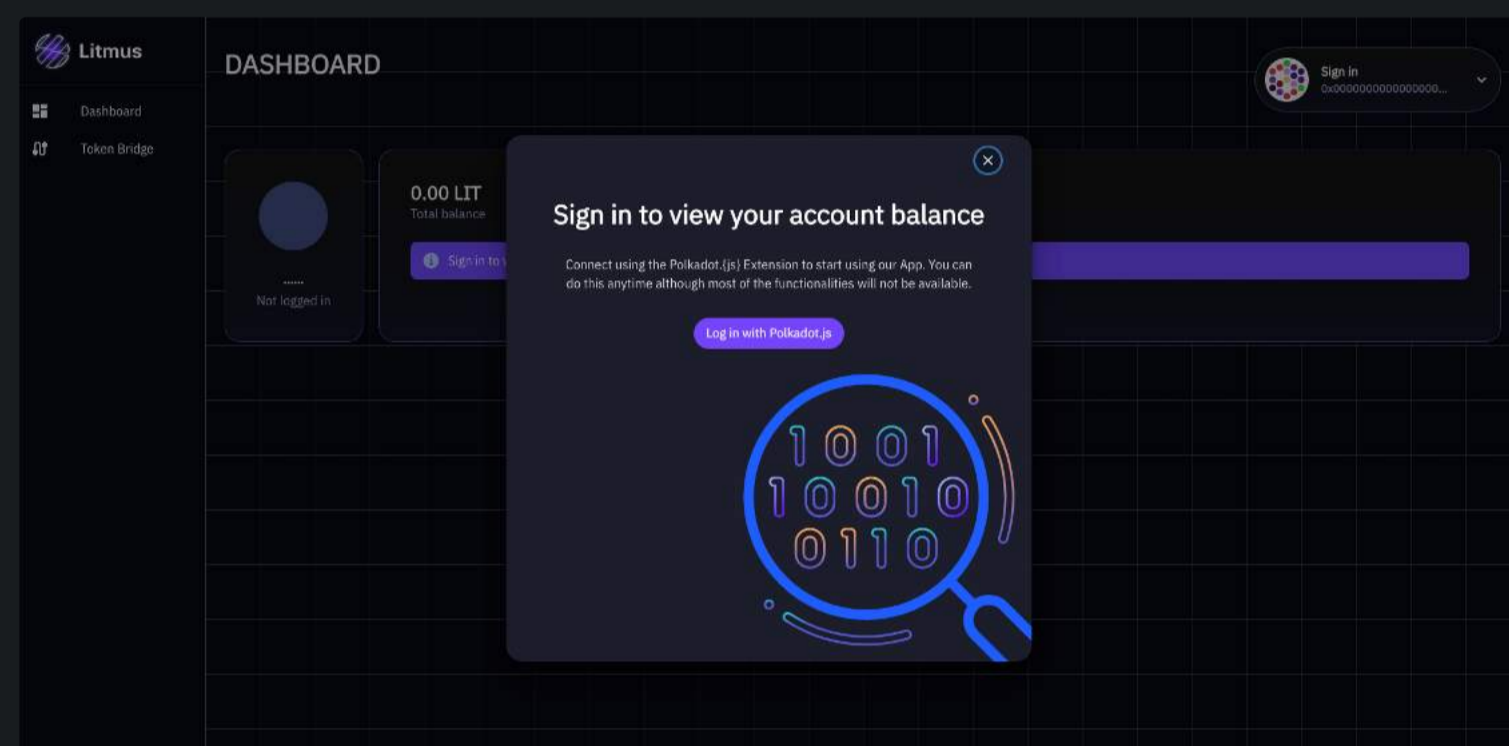 Litmus
DASHBOARD
Sign in
0x0000000000000000...
Dashboard
Token Bridge
0.00 LIT
Total balance
Sign in to
......
Not logged in
Sign in to view your account balance
Connect using the Polkadot.{js} Extension to start using our App. You can
do this anytime although most of the functionalities will not be available.
Log in with Polkadot.js
1001
10010
0110